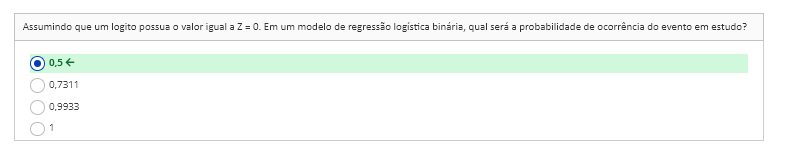 Assumindo que um logito possua o valor igual a Z = 0. Em um modelo de regressão logística binária, qual será a probabilidade de ocorrência do evento em estudo?
0,5 ←
0,7311
0,9933
1